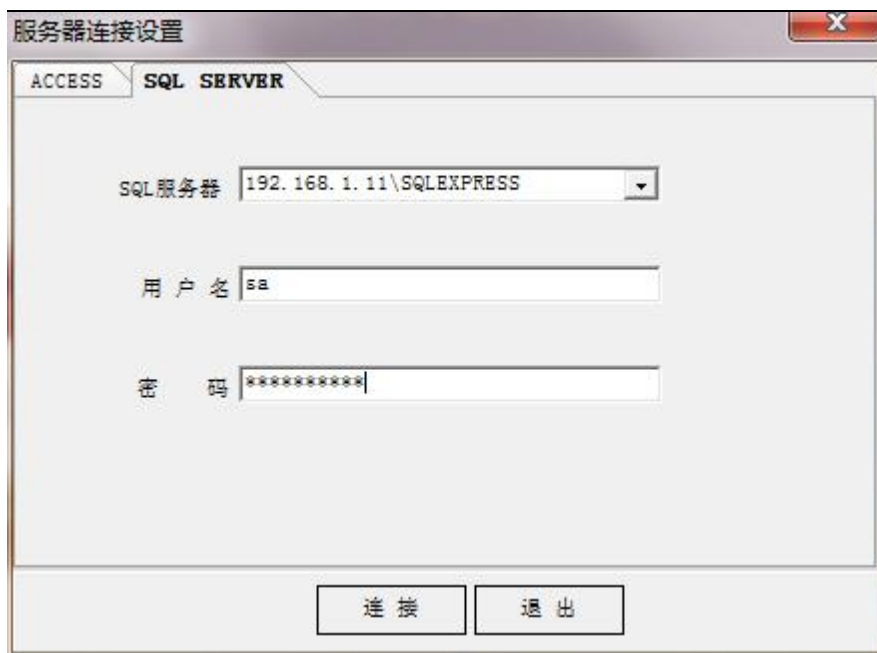 服务器连接设置
X
ACCESS SQL SERVER
SQL服务器 192.168.1.11\SQLEXPRESS
用 户 名 sa
密 码 **********
连 接 退 出